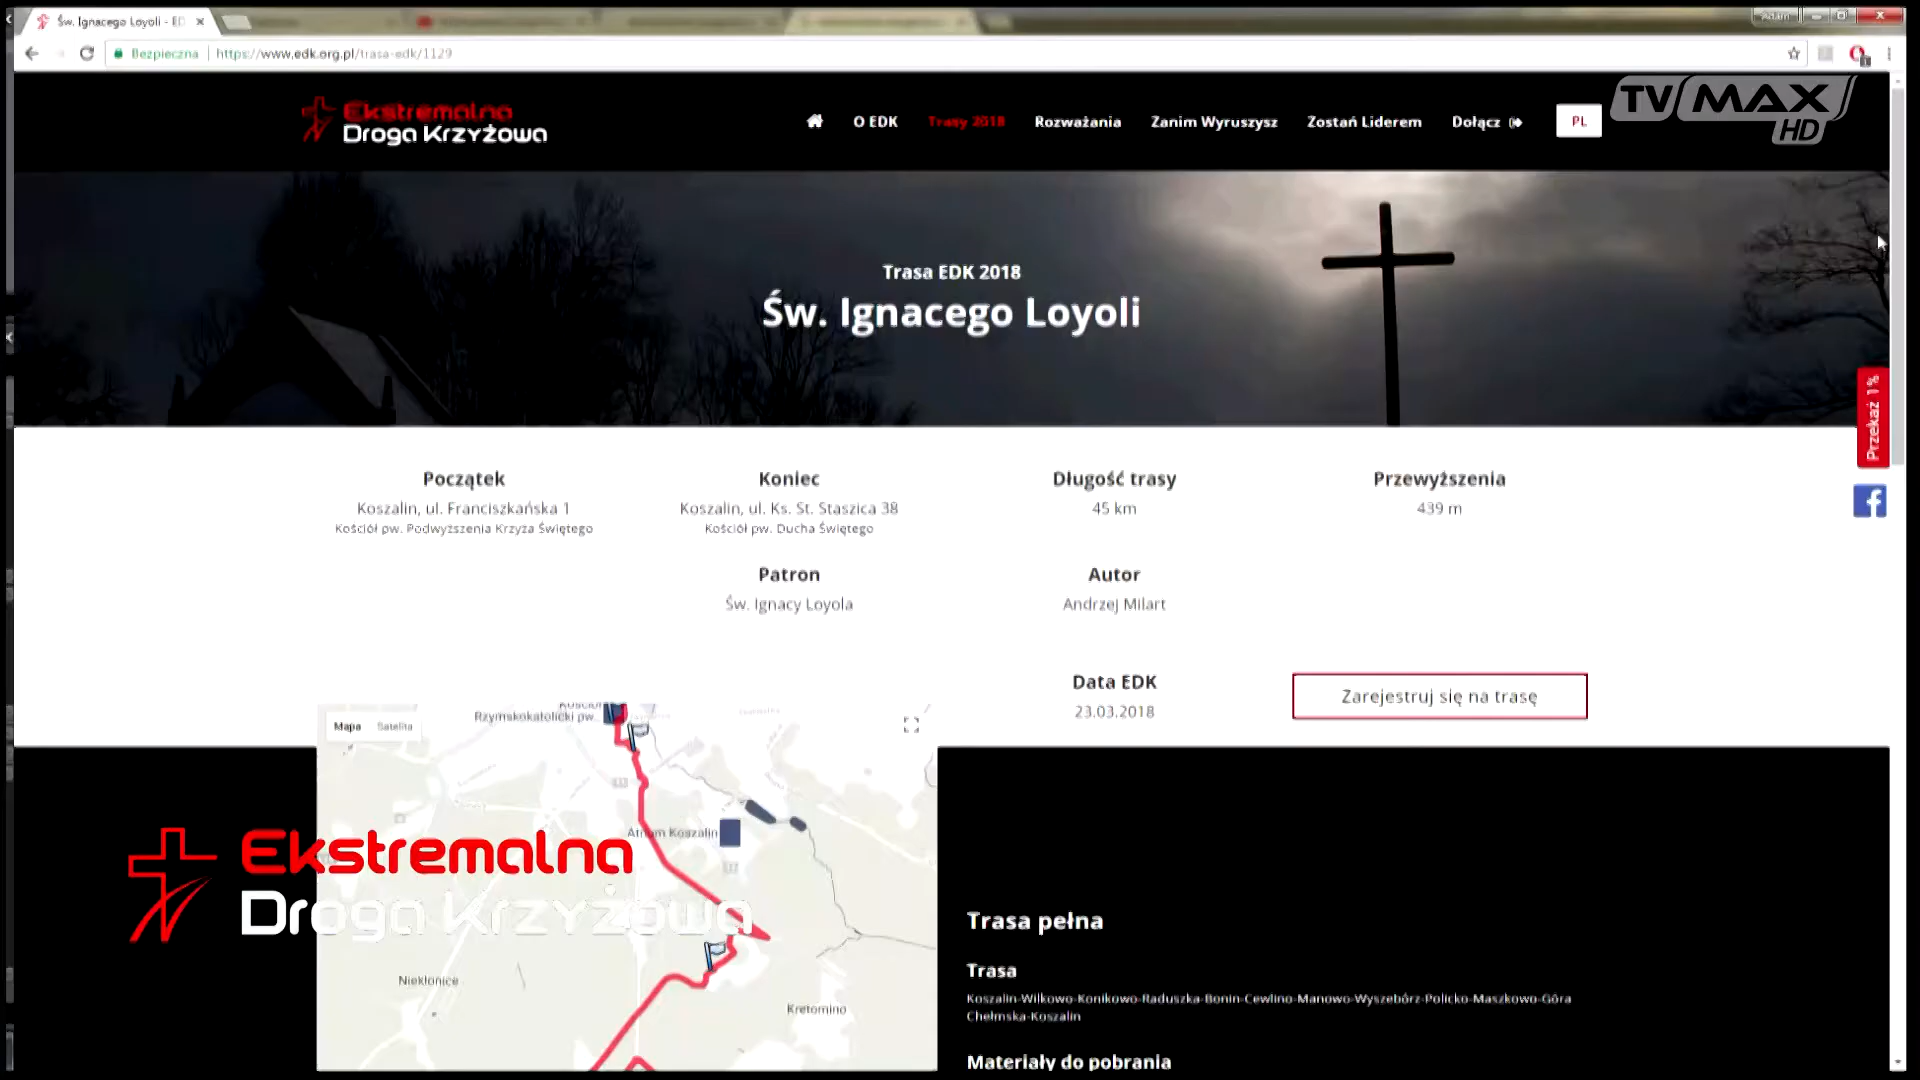 Św. Ignacego Loyoli - ED
Adam
Bezpieczna
https://www.edk.org.pl/trasa-edk/1129
TV MAX
HD
Ekstremalna
Droga Krzyżowa
O EDK
Trasy 2018
Rozważania
Zanim Wyruszysz
Zostań Liderem
Dołącz
PL
Trasa EDK 2018
Św. Ignacego Loyoli
Przekaż 1%
Początek
Koszalin, ul. Franciszkańska 1
Kościół pw. Podwyższenia Krzyża Świętego
Koniec
Koszalin, ul. Ks. St. Staszica 38
Kościół pw. Ducha Świętego
Długość trasy
45 km
Przewyższenia
439 m
Patron
Św. Ignacy Loyola
Autor
Andrzej Milart
Data EDK
23.03.2018
Zarejestruj się na trasę
Mapa
Satelita
Kościół
Rzymskokatolicki pw...
Atrium Koszalin
Nieklonice
Kretomino
Ekstremalna
Droga Krzyżowa
Trasa pełna
Trasa
Koszalin-Wilkowo-Konikowo-Raduszka-Bonin-Cewlino-Manowo-Wyszebórz-Policko-Maszkowo-Góra
Chełmska-Koszalin
Materiały do pobrania